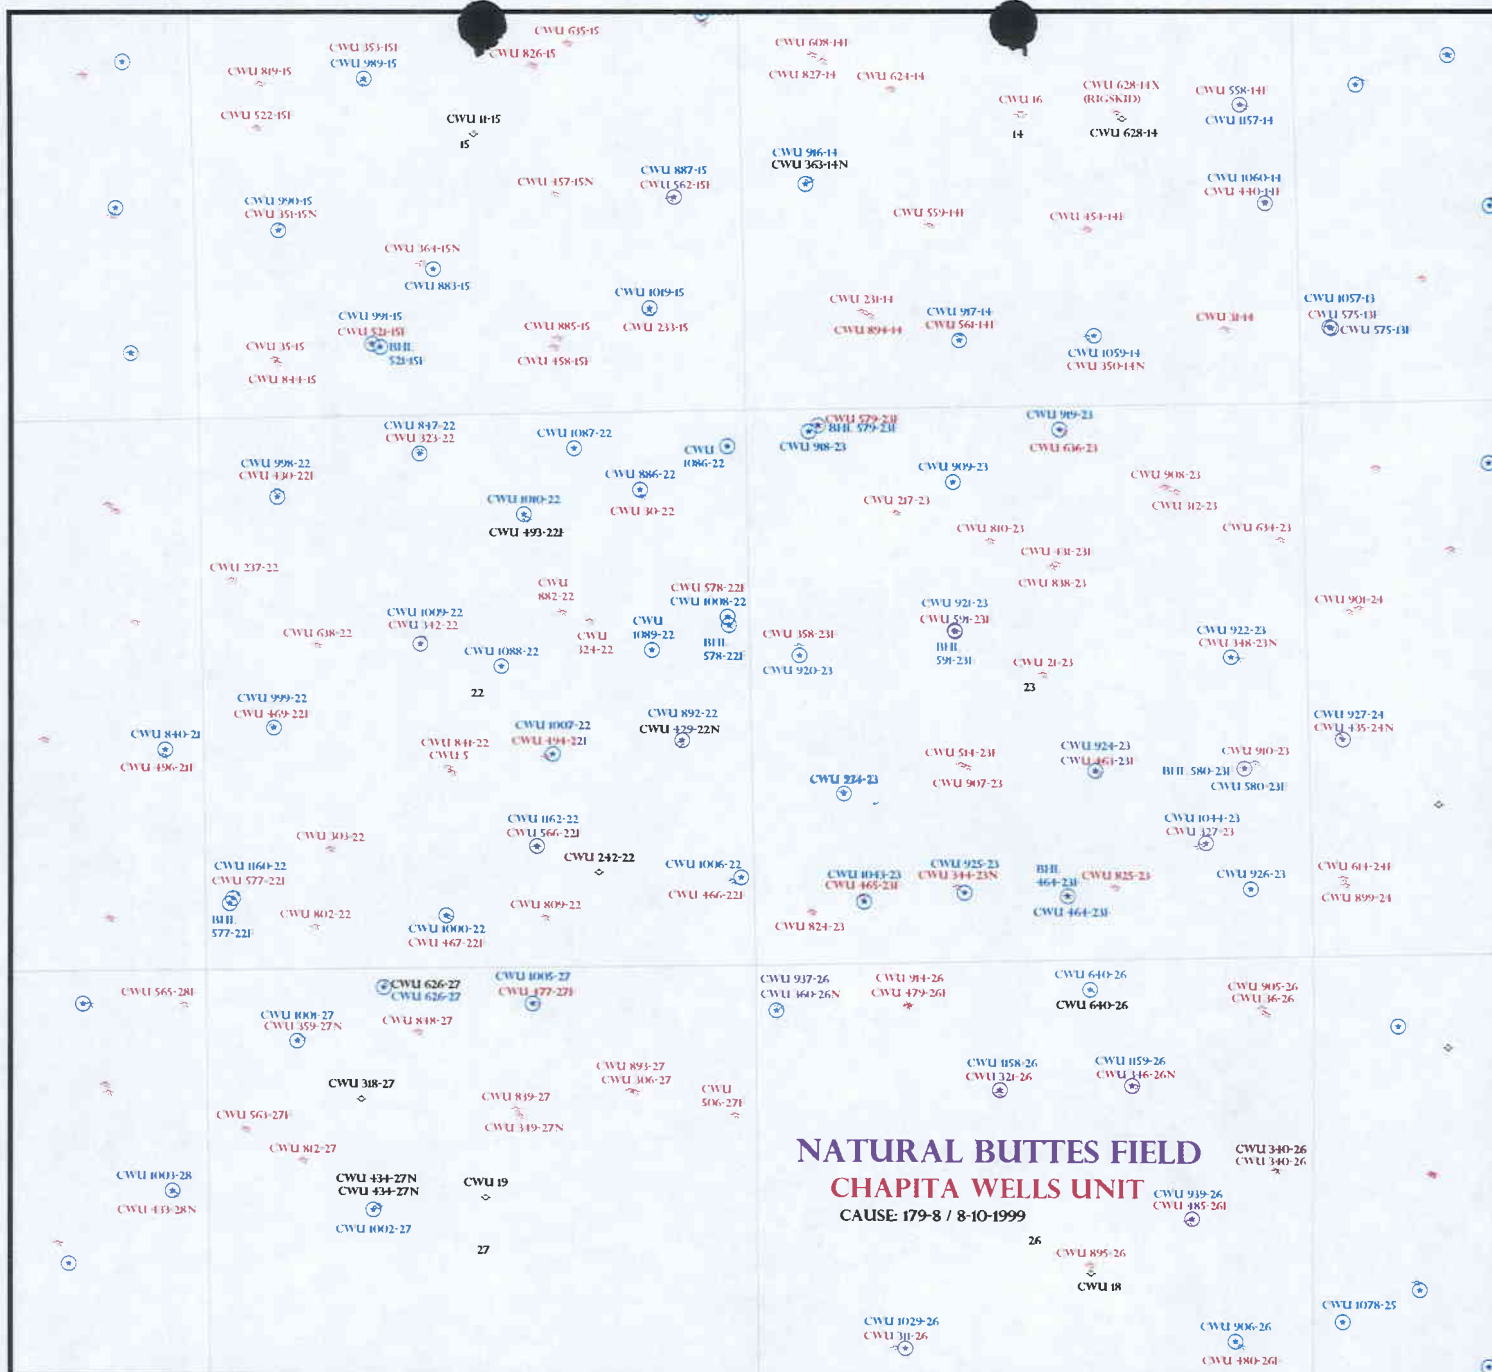 CWU 635-15
CWU 353-15F
CWU 989-15
CWU 826-15
CWU 819-15
CWU 522-15F
CWU 11-15
15
CWU 608-14F
CWU 827-14
CWU 624-14
CWU 16
14
CWU 628-14X
(RIGSKID)
CWU 628-14
CWU 558-14F
CWU 1157-14
CWU 916-14
CWU 363-14N
CWU 887-15
CWU 562-15F
CWU 457-15N
CWU 990-15
CWU 351-15N
CWU 1060-14
CWU 440-14F
CWU 559-14F
CWU 454-14F
CWU 364-15N
CWU 883-15
CWU 1019-15
CWU 233-15
CWU 991-15
CWU 521-15F
BHL
521-15F
CWU 885-15
CWU 458-15F
CWU 35-15
CWU 844-15
CWU 231-14
CWU 894-14
CWU 917-14
CWU 561-14F
CWU 1059-14
CWU 350-14N
CWU 31-14
CWU 1057-13
CWU 575-13F
CWU 575-13F
CWU 847-22
CWU 323-22
CWU 1087-22
CWU
1086-22
CWU 998-22
CWU 430-22F
CWU 886-22
CWU 30-22
CWU 1010-22
CWU 493-22F
CWU 579-23F
BHL 579-23F
CWU 918-23
CWU 919-23
CWU 636-23
CWU 909-23
CWU 217-23
CWU 908-23
CWU 312-23
CWU 810-23
CWU 634-23
CWU 431-23F
CWU 838-23
CWU 237-22
CWU
882-22
CWU 578-22F
CWU 1008-22
BHL
578-22F
CWU 1009-22
CWU 342-22
CWU 638-22
CWU
324-22
CWU
1089-22
CWU 1088-22
22
CWU 921-23
CWU 591-23F
BHL
591-23F
CWU 358-23F
CWU 920-23
CWU 21-23
23
CWU 922-23
CWU 348-23N
CWU 901-24
CWU 999-22
CWU 469-22F
CWU 840-21
CWU 496-21F
CWU 841-22
CWU 5
CWU 1007-22
CWU 494-22F
CWU 892-22
CWU 429-22N
CWU 927-24
CWU 435-24N
CWU 514-23F
CWU 907-23
CWU 924-23
CWU 463-23F
CWU 910-23
BHL 580-23F
CWU 580-23F
CWU 234-23
CWU 303-22
CWU 1162-22
CWU 566-22F
CWU 242-22
CWU 1006-22
CWU 466-22F
CWU 1044-23
CWU 327-23
CWU 1160-22
CWU 577-22F
BHL
577-22F
CWU 802-22
CWU 1000-22
CWU 467-22F
CWU 809-22
CWU 1043-23
CWU 465-23F
CWU 824-23
CWU 925-23
CWU 344-23N
BHL
464-23F
CWU 464-23F
CWU 825-23
CWU 926-23
CWU 614-24F
CWU 899-24
CWU 565-28F
CWU 626-27
CWU 626-27
CWU 1005-27
CWU 477-27F
CWU 1001-27
CWU 359-27N
CWU 848-27
CWU 937-26
CWU 360-26N
CWU 914-26
CWU 479-26F
CWU 640-26
CWU 640-26
CWU 905-26
CWU 36-26
CWU 318-27
CWU 893-27
CWU 306-27
CWU 839-27
CWU 349-27N
CWU
506-27F
CWU 1158-26
CWU 321-26
CWU 1159-26
CWU 346-26N
CWU 563-27F
CWU 812-27
NATURAL BUTTES FIELD
CHAPITA WELLS UNIT
CAUSE: 179-8 / 8-10-1999
CWU 340-26
CWU 340-26
CWU 1003-28
CWU 433-28N
CWU 434-27N
CWU 434-27N
CWU 1002-27
CWU 19
27
CWU 939-26
CWU 485-26F
26
CWU 895-26
CWU 18
CWU 1029-26
CWU 311-26
CWU 906-26
CWU 480-26F
CWU 1078-25